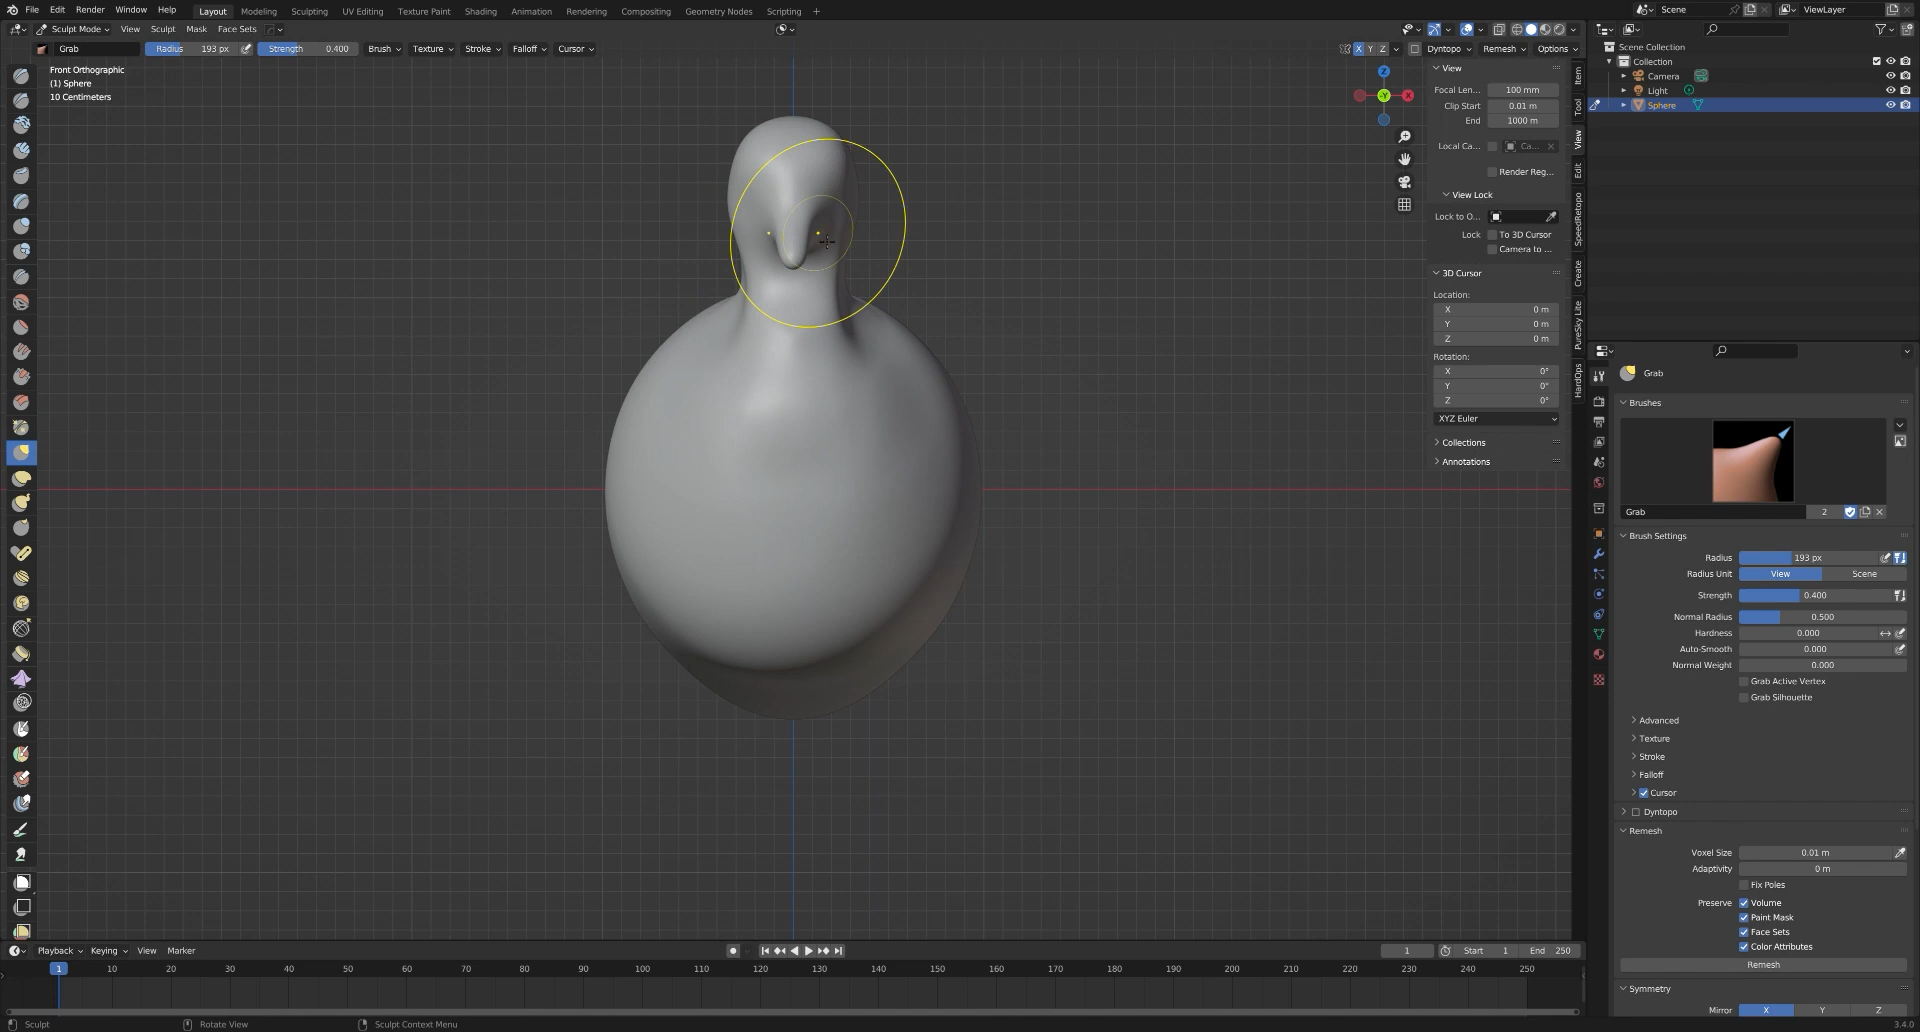 File Edit Render Window Help Layout Modeling Sculpting UV Editing Texture Paint Shading Animation Rendering Compositing Geometry Nodes Scripting + Scene ViewLayer
Sculpt Mode View Sculpt Mask Face Sets
Grab Radius 193 px Strength 0.400 Brush Texture Stroke Falloff Cursor X Y Z Dyntopo Remesh Options
Front Orthographic
(1) Sphere
10 Centimeters
Z
-Y X
View
Focal Len... 100 mm
Clip Start 0.01 m
End 1000 m
Local Ca... Ca...
Render Reg...
View Lock
Lock to O...
Lock To 3D Cursor
Camera to ...
3D Cursor
Location:
X 0 m
Y 0 m
Z 0 m
Rotation:
X 0°
Y 0°
Z 0°
XYZ Euler
Collections
Annotations
Item
Tool
View
Edit
SpeedRetopo
Create
PureSky Lite
HardOps
Scene Collection
Collection
Camera
Light
Sphere
Grab
Brushes
Grab 2
Brush Settings
Radius 193 px
Radius Unit View Scene
Strength 0.400
Normal Radius 0.500
Hardness 0.000
Auto-Smooth 0.000
Normal Weight 0.000
Grab Active Vertex
Grab Silhouette
Advanced
Texture
Stroke
Falloff
Cursor
Dyntopo
Remesh
Voxel Size 0.01 m
Adaptivity 0 m
Fix Poles
Preserve Volume
Paint Mask
Face Sets
Color Attributes
Remesh
Symmetry
Mirror X Y Z
Playback Keying View Marker 1 Start 1 End 250
1 10 20 30 40 50 60 70 80 90 100 110 120 130 140 150 160 170 180 190 200 210 220 230 240 250
Sculpt Rotate View Sculpt Context Menu 3.4.0